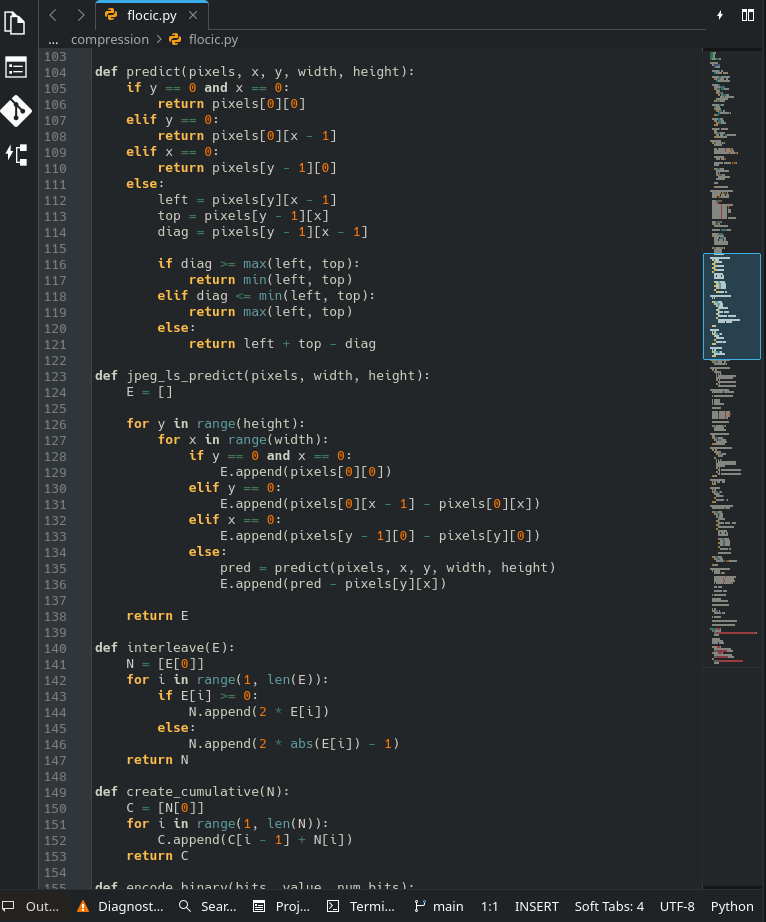 flocic.py
... compression > flocic.py
103
104 def predict(pixels, x, y, width, height):
105     if y == 0 and x == 0:
106         return pixels[0][0]
107     elif y == 0:
108         return pixels[0][x - 1]
109     elif x == 0:
110         return pixels[y - 1][0]
111     else:
112         left = pixels[y][x - 1]
113         top = pixels[y - 1][x]
114         diag = pixels[y - 1][x - 1]
115
116         if diag >= max(left, top):
117             return min(left, top)
118         elif diag <= min(left, top):
119             return max(left, top)
120         else:
121             return left + top - diag
122
123 def jpeg_ls_predict(pixels, width, height):
124     E = []
125
126     for y in range(height):
127         for x in range(width):
128             if y == 0 and x == 0:
129                 E.append(pixels[0][0])
130             elif y == 0:
131                 E.append(pixels[0][x - 1] - pixels[0][x])
132             elif x == 0:
133                 E.append(pixels[y - 1][0] - pixels[y][0])
134             else:
135                 pred = predict(pixels, x, y, width, height)
136                 E.append(pred - pixels[y][x])
137
138     return E
139
140 def interleave(E):
141     N = [E[0]]
142     for i in range(1, len(E)):
143         if E[i] >= 0:
144             N.append(2 * E[i])
145         else:
146             N.append(2 * abs(E[i]) - 1)
147     return N
148
149 def create_cumulative(N):
150     C = [N[0]]
151     for i in range(1, len(N)):
152         C.append(C[i - 1] + N[i])
153     return C
154
155 def encode_binary(bits, value, num_bits):
Out... Diagnost... Sear... Proj... Termi... main 1:1 INSERT Soft Tabs: 4 UTF-8 Python